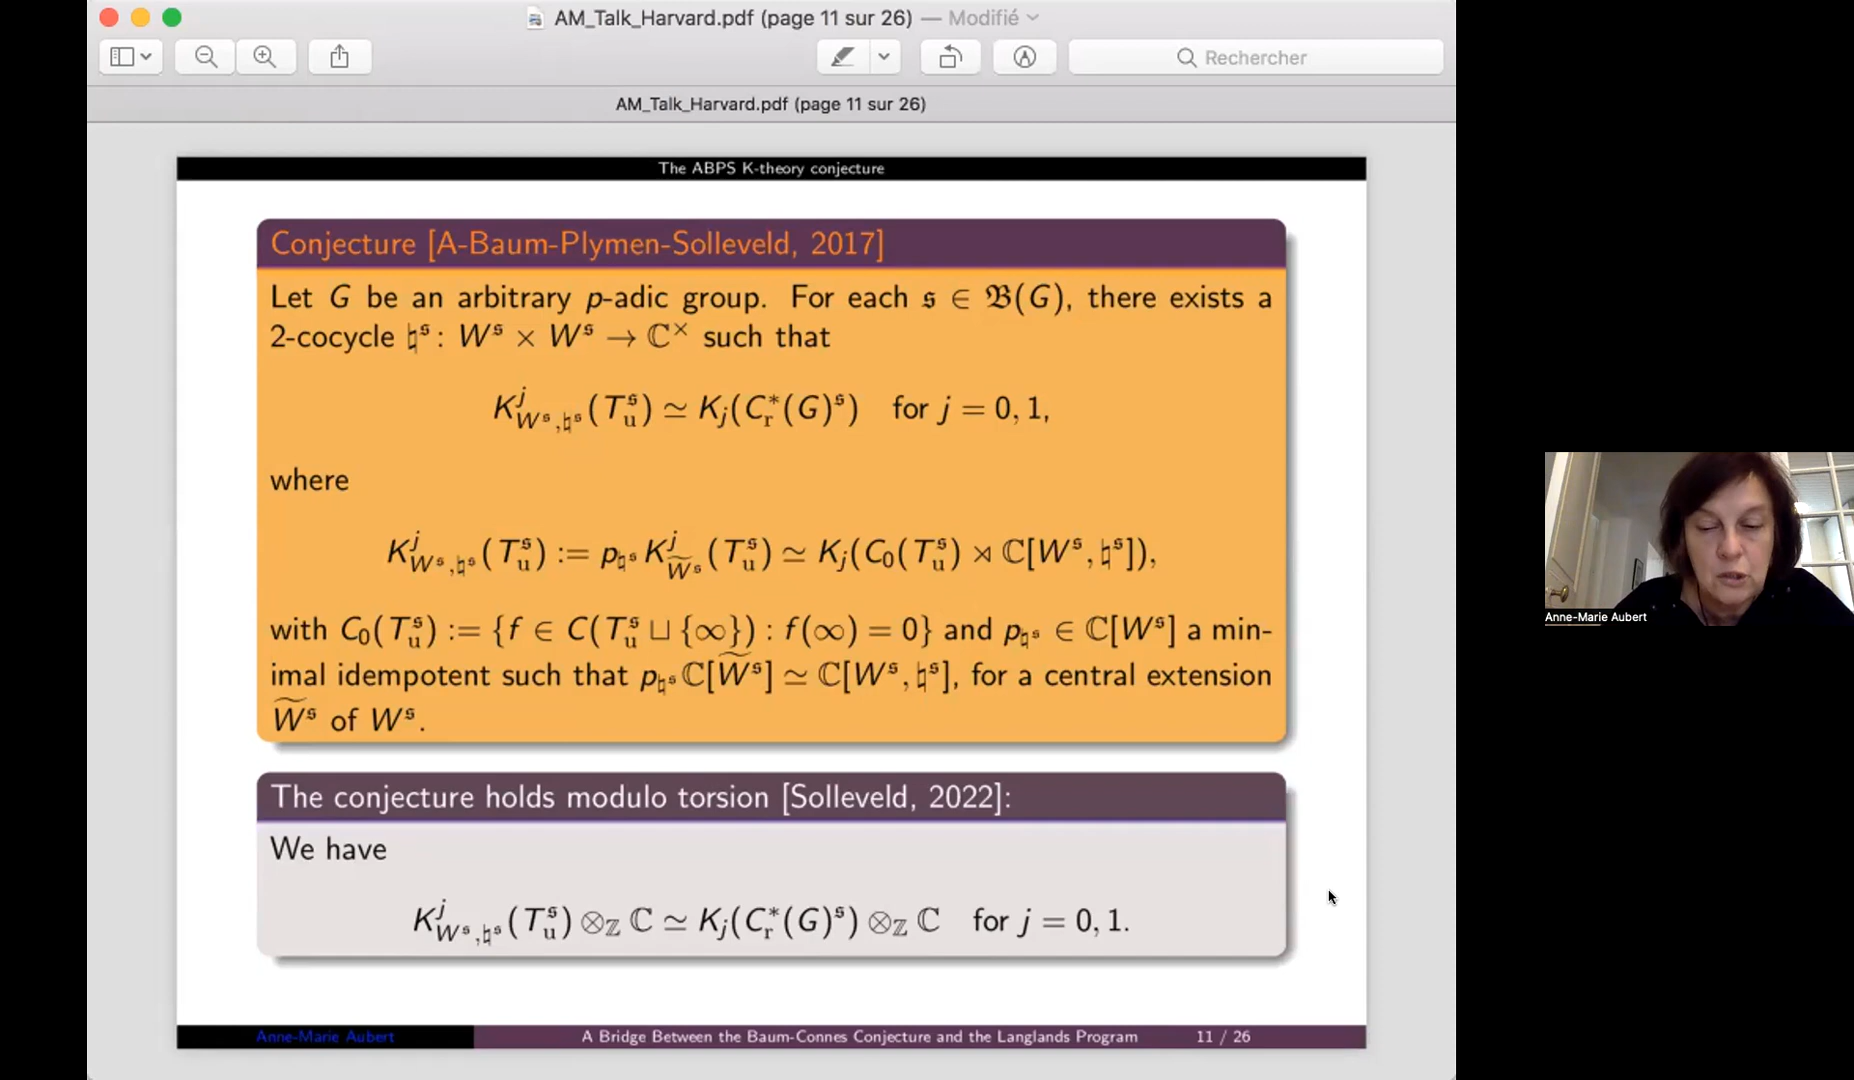 AM_Talk_Harvard.pdf (page 11 sur 26) — Modifié
Rechercher
AM_Talk_Harvard.pdf (page 11 sur 26)
The ABPS K-theory conjecture
Conjecture [A-Baum-Plymen-Solleveld, 2017]
Let G be an arbitrary p-adic group. For each 𝔰 ∈ 𝔅(G), there exists a
2-cocycle ♮^𝔰 : W^𝔰 × W^𝔰 → ℂ^× such that
K^j_{W^𝔰,♮^𝔰}(T^𝔰_u) ≃ K_j(C^*_r(G)^𝔰) for j = 0, 1,
where
K^j_{W^𝔰,♮^𝔰}(T^𝔰_u) := p_{♮^𝔰} K^j_{W̃^𝔰}(T^𝔰_u) ≃ K_j(C_0(T^𝔰_u) ⋊ ℂ[W^𝔰, ♮^𝔰]),
with C_0(T^𝔰_u) := {f ∈ C(T^𝔰_u ⊔ {∞}) : f(∞) = 0} and p_{♮^𝔰} ∈ ℂ[W^𝔰] a min-
imal idempotent such that p_{♮^𝔰}ℂ[W̃^𝔰] ≃ ℂ[W^𝔰, ♮^𝔰], for a central extension
W̃^𝔰 of W^𝔰.
The conjecture holds modulo torsion [Solleveld, 2022]:
We have
K^j_{W^𝔰,♮^𝔰}(T^𝔰_u) ⊗_ℤ ℂ ≃ K_j(C^*_r(G)^𝔰) ⊗_ℤ ℂ for j = 0, 1.
Anne-Marie Aubert
A Bridge Between the Baum-Connes Conjecture and the Langlands Program
11 / 26
Anne-Marie Aubert